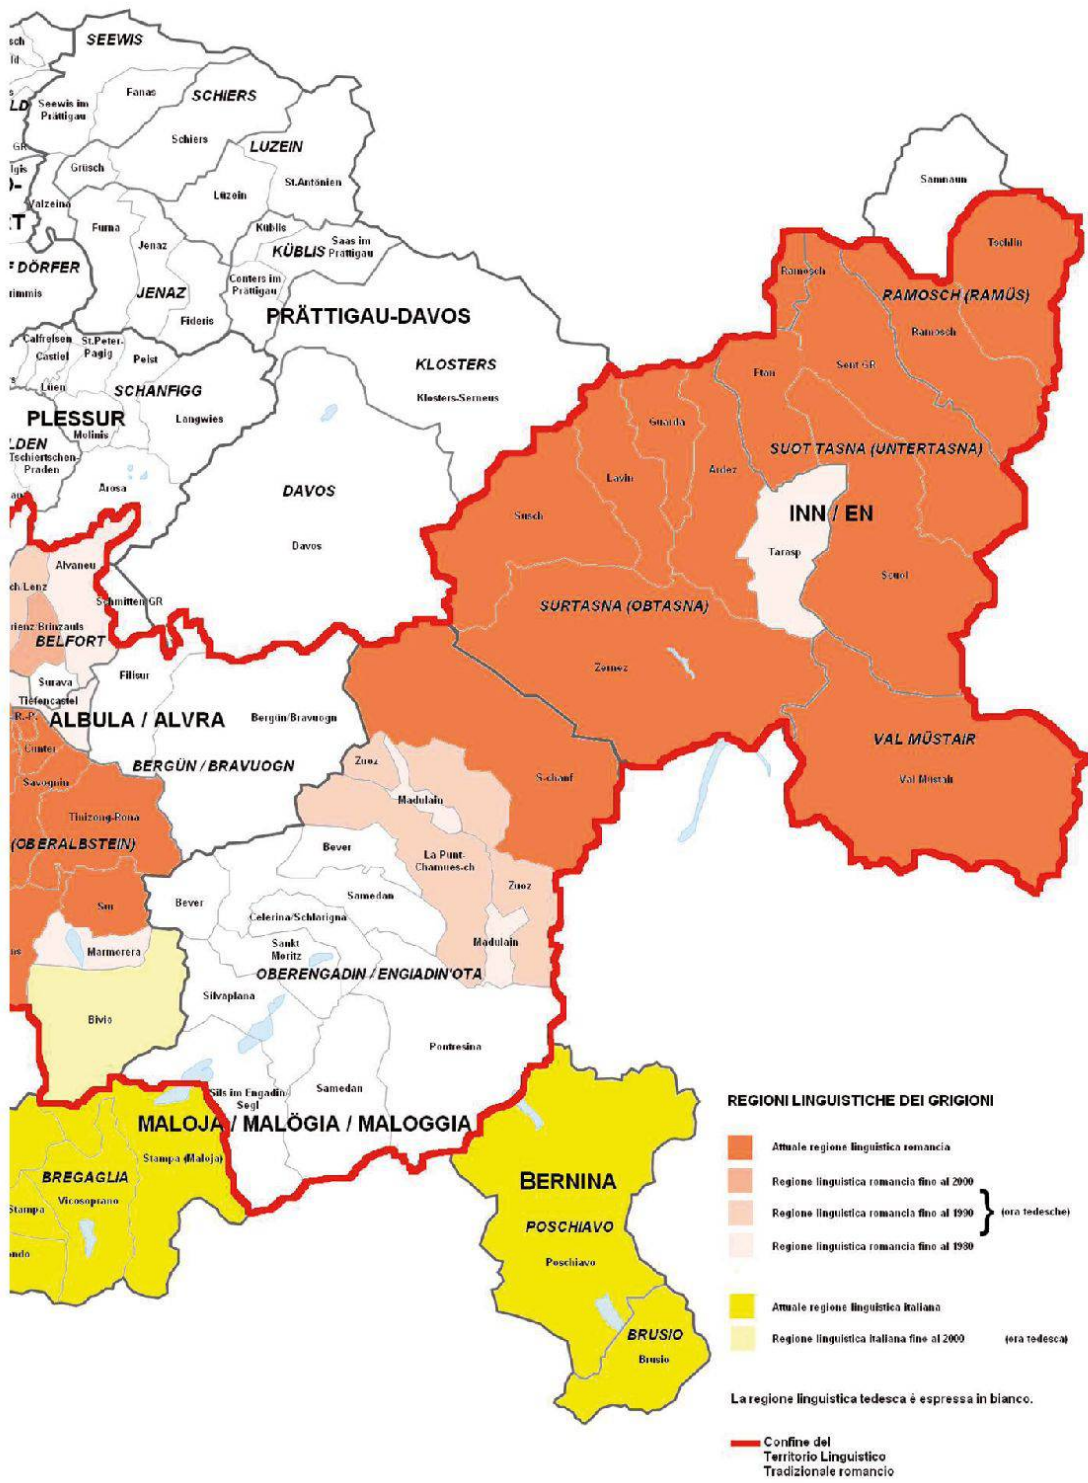 SEEWIS
Fanas
SCHIERS
Seewis im
Prättigau
Schiers
LUZEIN
Grüsch
St.Antönien
Luzein
Valzeina
Furna
Küblis
Saas im
Prättigau
KÜBLIS
Jenaz
Conters im
Prättigau
JENAZ
Fideris
DÖRFER
PRÄTTIGAU-DAVOS
Samnaun
Tschlin
Ramosch
RAMOSCH (RAMÜS)
Ramosch
Calfreisen
St.Peter-
Pagig
Castiel
Peist
Lüen
SCHANFIGG
KLOSTERS
Klosters-Serneus
Langwies
PLESSUR
Molinis
Tschiertschen-
Praden
Arosa
DAVOS
Davos
Ftan
Sent GR
Guarda
SUOT TASNA (UNTERTASNA)
Lavin
Ardez
Susch
INN / EN
Tarasp
Scuol
SURTASNA (OBTASNA)
Zernez
Alvaneu
Schmitten GR
BELFORT
Surava
Filisur
Tiefencastel
ALBULA / ALVRA
Bergün/Bravuogn
BERGÜN / BRAVUOGN
VAL MÜSTAIR
Val Müstair
Cunter
Savognin
Tinizong-Rona
(OBERALBSTEIN)
Sur
Marmorera
Bivio
Zuoz
S-chanf
Madulain
Bever
La Punt-
Chamues-ch
Zuoz
Bever
Samedan
Celerina/Schlarigna
Sankt
Moritz
Madulain
OBERENGADIN / ENGIADIN'OTA
Silvaplana
Pontresina
Samedan
Sils im Engadin/
Segl
MALOJA / MALÖGIA / MALOGGIA
Stampa (Maloja)
BREGAGLIA
Vicosoprano
Stampa
BERNINA
POSCHIAVO
Poschiavo
BRUSIO
Brusio
REGIONI LINGUISTICHE DEI GRIGIONI
Attuale regione linguistica romancia
Regione linguistica romancia fino al 2000
Regione linguistica romancia fino al 1990 } (ora tedesche)
Regione linguistica romancia fino al 1980
Attuale regione linguistica italiana
Regione linguistica italiana fino al 2000 (ora tedesca)
La regione linguistica tedesca è espressa in bianco.
Confine del
Territorio Linguistico
Tradizionale romancio